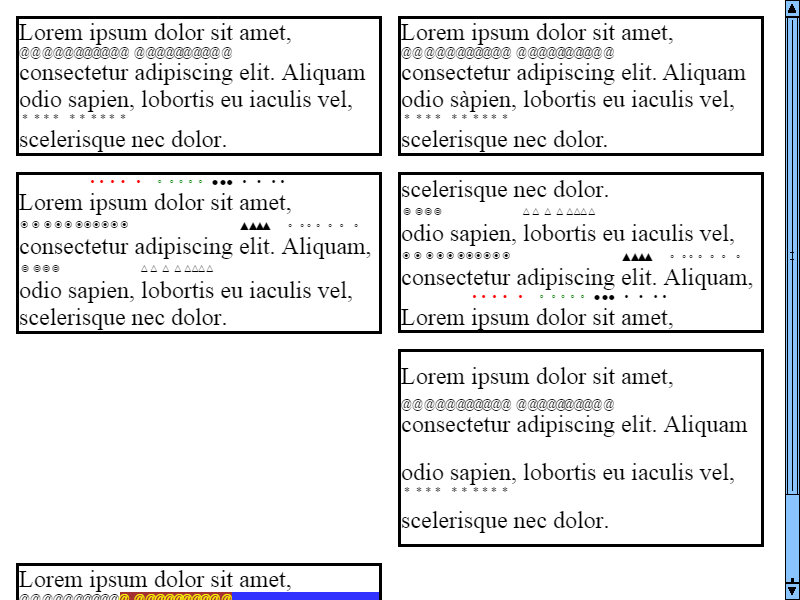 Lorem ipsum dolor sit amet,
@@@@@@@@@@@ @@@@@@@@@@
consectetur adipiscing elit. Aliquam
odio sapien, lobortis eu iaculis vel,
* * * * * * * * * *
scelerisque nec dolor.
Lorem ipsum dolor sit amet,
@@@@@@@@@@@ @@@@@@@@@@
consectetur adipiscing elit. Aliquam
odio sàpien, lobortis eu iaculis vel,
* * * * * * * * * *
scelerisque nec dolor.
Lorem ipsum dolor sit amet,
consectetur adipiscing elit. Aliquam,
odio sapien, lobortis eu iaculis vel,
scelerisque nec dolor.
scelerisque nec dolor.
odio sapien, lobortis eu iaculis vel,
consectetur adipiscing elit. Aliquam,
Lorem ipsum dolor sit amet,
Lorem ipsum dolor sit amet,
@@@@@@@@@@@ @@@@@@@@@@
consectetur adipiscing elit. Aliquam
odio sapien, lobortis eu iaculis vel,
* * * * * * * * * *
scelerisque nec dolor.
Lorem ipsum dolor sit amet,
@@@@@@@@@@@ @@@@@@@@@@